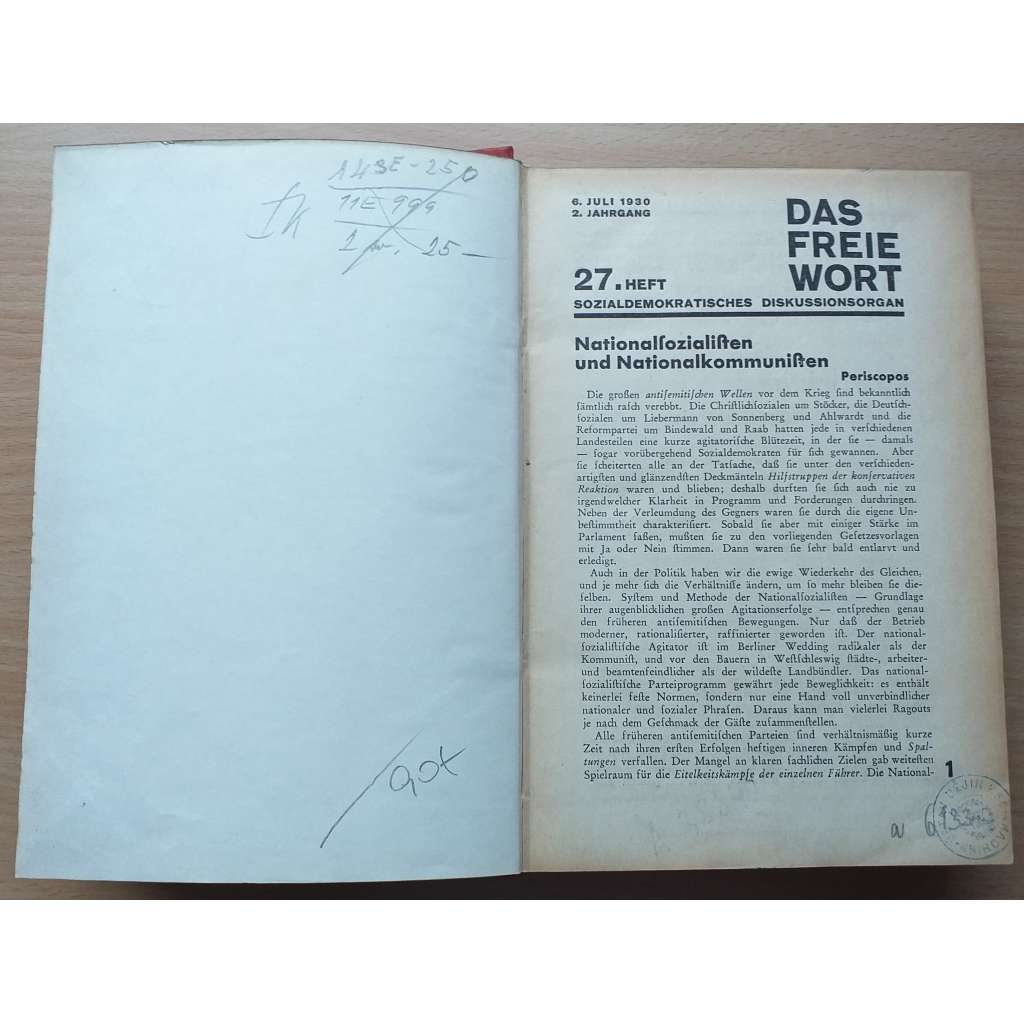 143E-250
11E 999
fk
25—
6. JULI 1930
2. JAHRGANG
DAS
FREIE
WORT
27. HEFT
SOZIALDEMOKRATISCHES DISKUSSIONSORGAN
Nationalſozialiſten
und Nationalkommuniſten
Periscopos
Die großen antiſemitiſchen Wellen vor dem Krieg ſind bekanntlich
ſämtlich raſch verebbt. Die Chriſtlichſozialen um Stöcker, die Deutſch-
ſozialen um Liebermann von Sonnenberg und Ahlwardt und die
Reformpartei um Bindewald und Raab hatten jede in verſchiedenen
Landesteilen eine kurze agitatoriſche Blütezeit, in der ſie — damals
— ſogar vorübergehend Sozialdemokraten für ſich gewannen. Aber
ſie ſcheiterten alle an der Tatſache, daß ſie unter den verſchieden-
artigſten und glänzendſten Deckmänteln Hilfstruppen der konſervativen
Reaktion waren und blieben; deshalb durften ſie ſich auch nie zu
irgendwelcher Klarheit in Programm und Forderungen durchringen.
Neben der Verleumdung des Gegners waren ſie durch die eigene Un-
beſtimmtheit charakteriſiert. Sobald ſie aber mit einiger Stärke im
Parlament ſaßen, mußten ſie zu den vorliegenden Geſetzesvorlagen
mit Ja oder Nein ſtimmen. Dann waren ſie ſehr bald entlarvt und
erledigt.
Auch in der Politik haben wir die ewige Wiederkehr des Gleichen,
und je mehr ſich die Verhältniſſe ändern, um ſo mehr bleiben ſie die-
ſelben. Syſtem und Methode der Nationalſozialiſten — Grundlage
ihrer augenblicklichen großen Agitationserfolge — entſprechen genau
den früheren antiſemitiſchen Bewegungen. Nur daß der Betrieb
moderner, rationaliſierter, raffinierter geworden iſt. Der national-
ſozialiſtiſche Agitator iſt im Berliner Wedding radikaler als der
Kommuniſt, und vor den Bauern in Weſtſchleswig ſtädte-, arbeiter-
und beamtenfeindlicher als der wildeſte Landbündler. Das national-
ſozialiſtiſche Parteiprogramm gewährt jede Beweglichkeit: es enthält
keinerlei feſte Normen, ſondern nur eine Hand voll unverbindlicher
nationaler und ſozialer Phraſen. Daraus kann man vielerlei Ragouts
je nach dem Geſchmack der Gäſte zuſammenſtellen.
Alle früheren antiſemitiſchen Parteien ſind verhältnismäßig kurze
Zeit nach ihren erſten Erfolgen heftigen inneren Kämpfen und Spal-
tungen verfallen. Der Mangel an klaren ſachlichen Zielen gab weiteſten
Spielraum für die Eitelkeitskämpfe der einzelnen Führer. Die National-
1